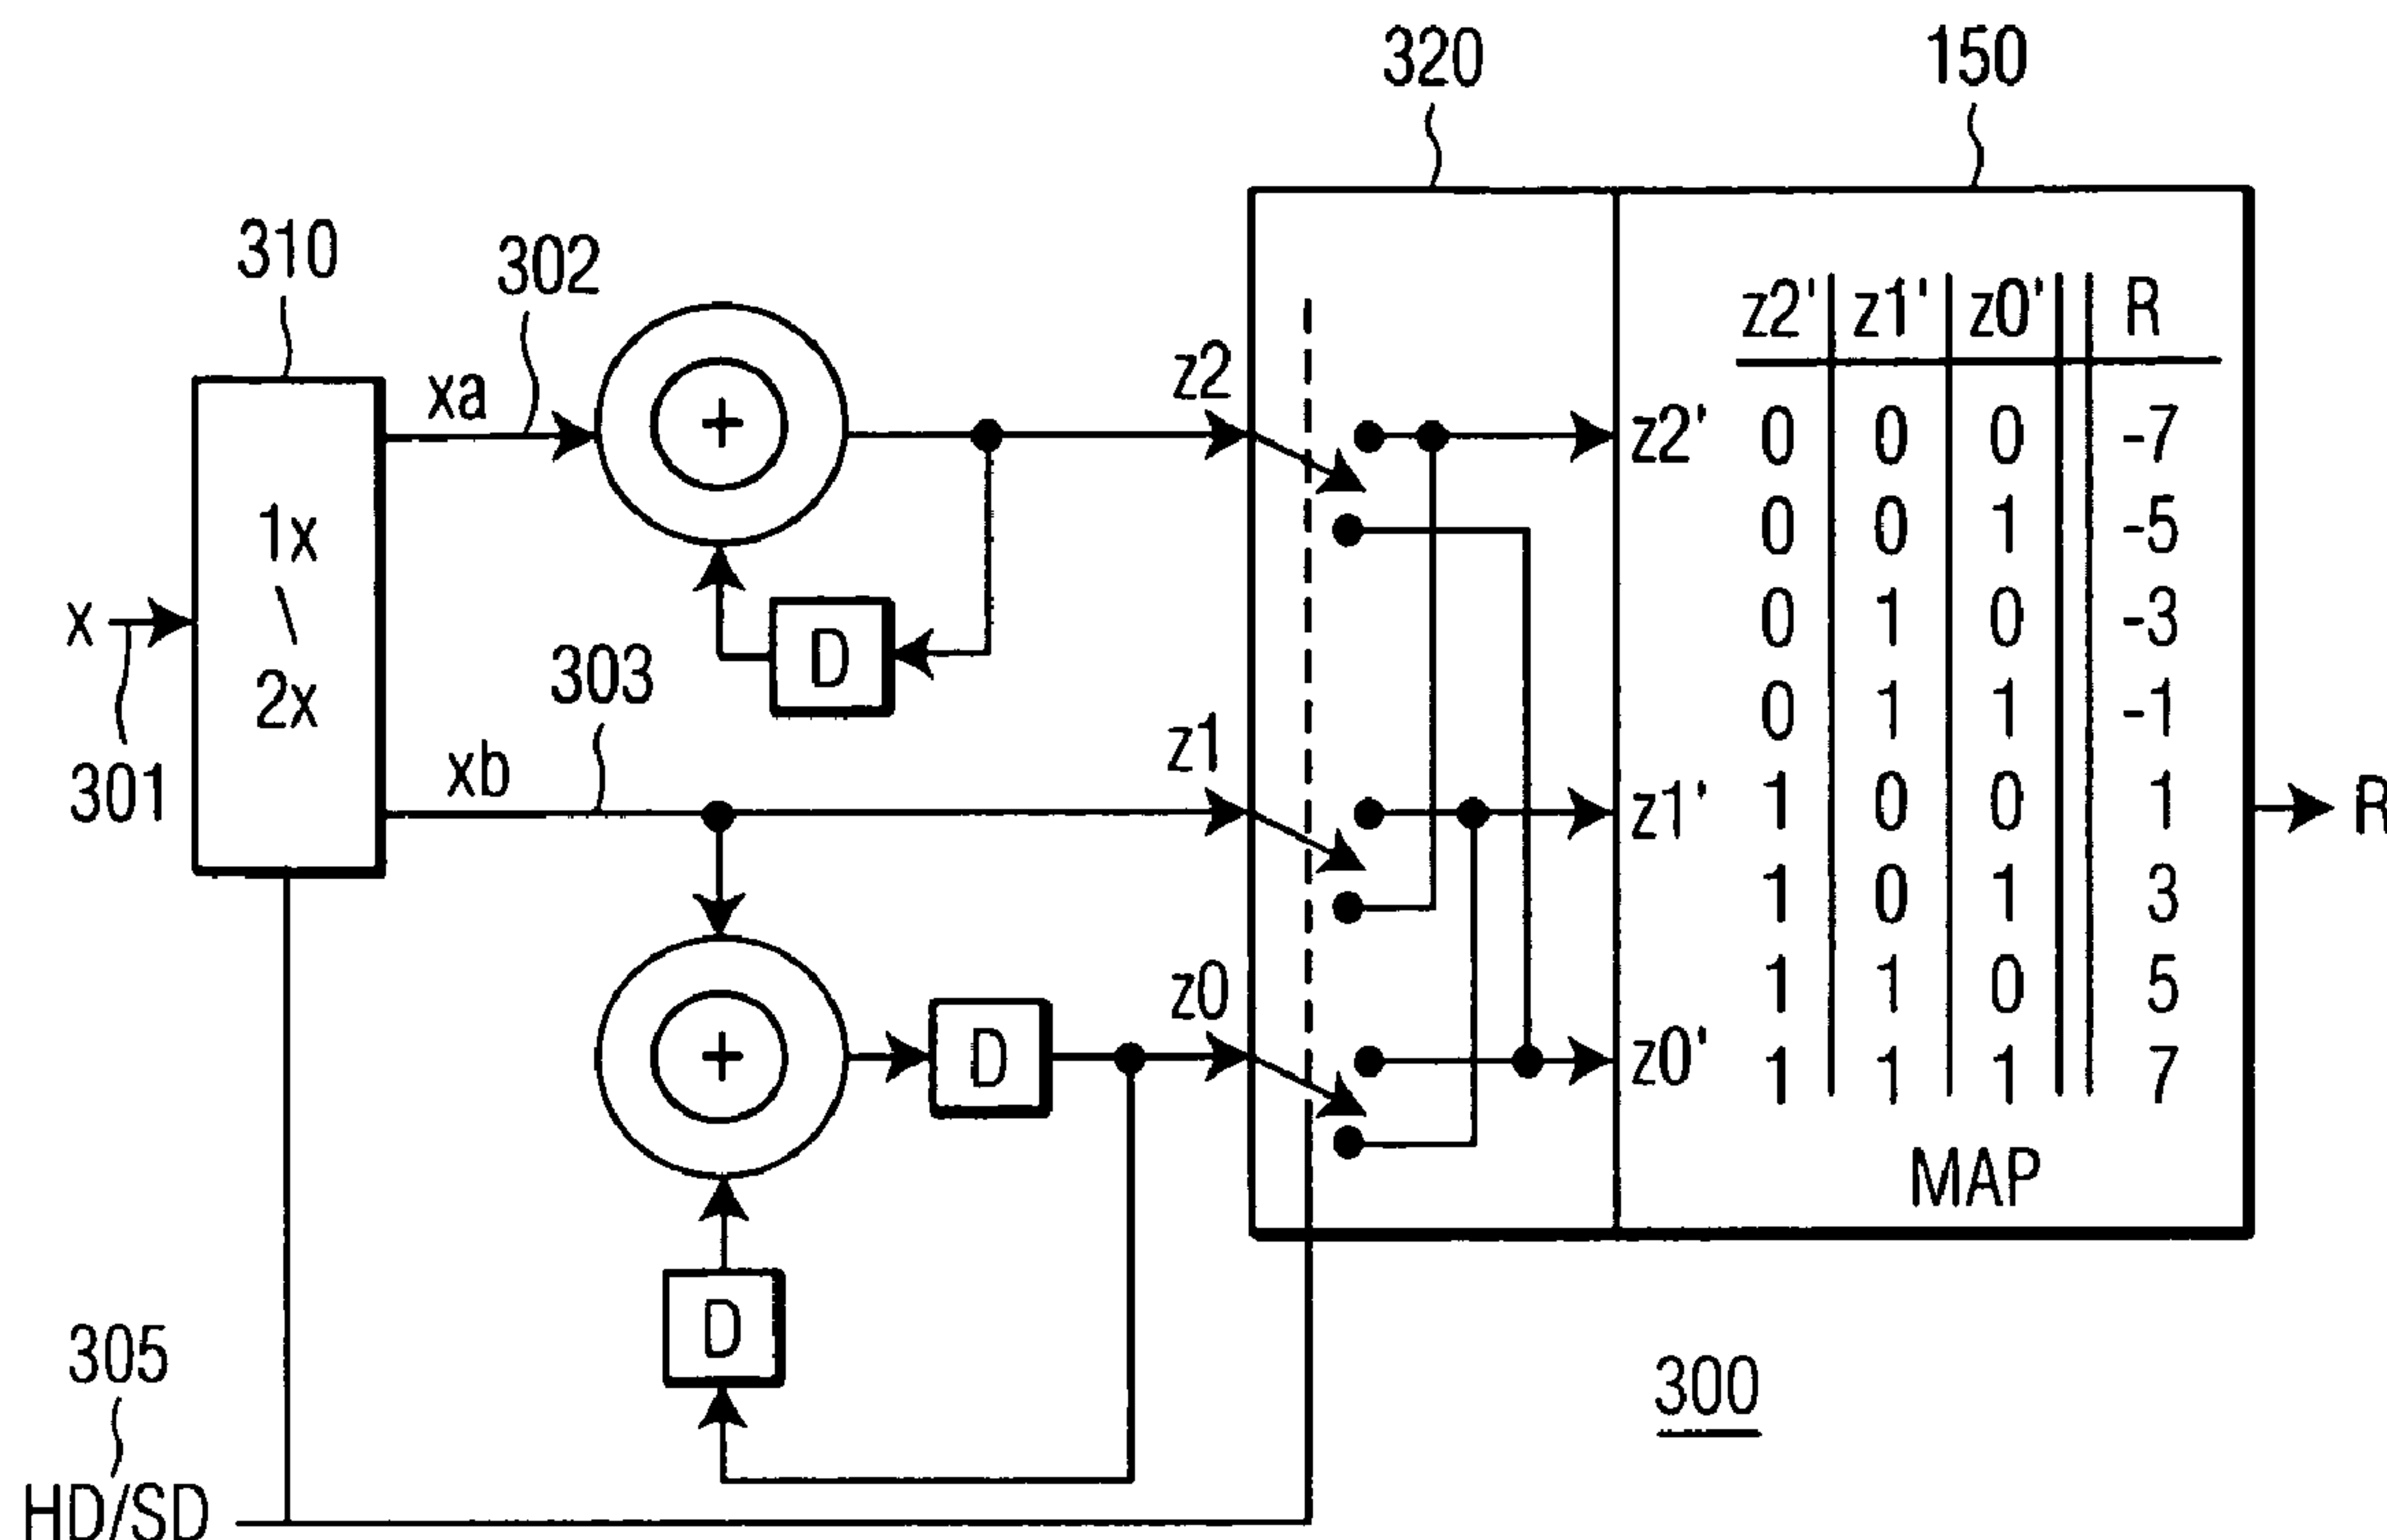 320
150
310
302
xa
+
z2
z2' z1' z0' R
z2'
0 0 0 -7
0 0 1 -5
0 1 0 -3
0 1 1 -1
1 0 0 1
1 0 1 3
1 1 0 5
1 1 1 7
MAP
1x
\
2x
x
301
D
303
xb
z1
z1'
R
+
D
z0
z0'
D
305
HD/SD
300